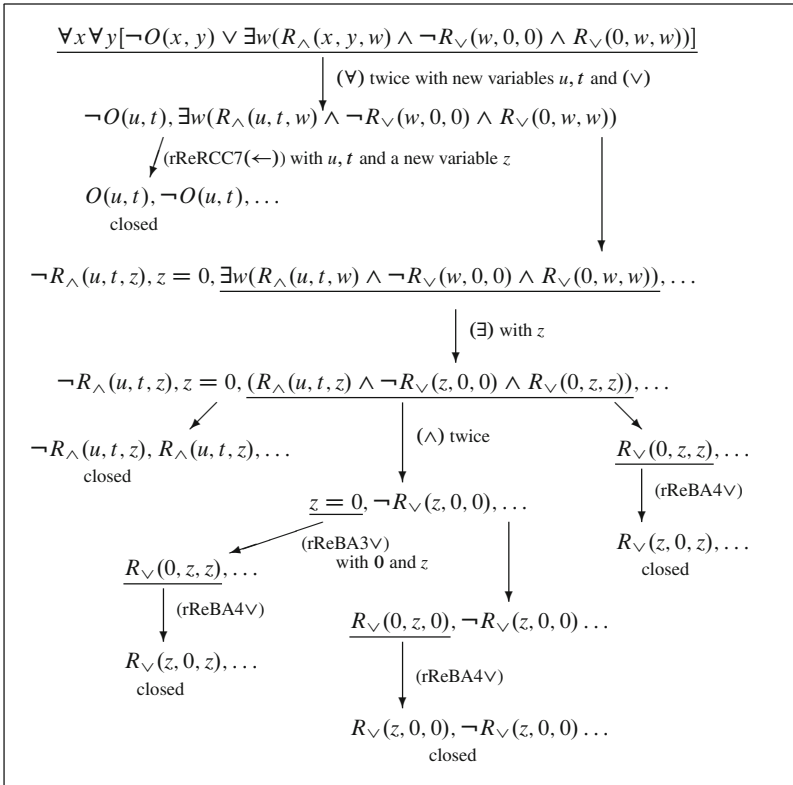 ∀x∀y[¬O(x, y) ∨ ∃w(R∧(x, y, w) ∧ ¬R∨(w, 0, 0) ∧ R∨(0, w, w))]
(∀) twice with new variables u, t and (∨)
¬O(u, t), ∃w(R∧(u, t, w) ∧ ¬R∨(w, 0, 0) ∧ R∨(0, w, w))
(rReRCC7(←)) with u, t and a new variable z
O(u, t), ¬O(u, t), ...
closed
¬R∧(u, t, z), z = 0, ∃w(R∧(u, t, w) ∧ ¬R∨(w, 0, 0) ∧ R∨(0, w, w)), ...
(∃) with z
¬R∧(u, t, z), z = 0, (R∧(u, t, z) ∧ ¬R∨(z, 0, 0) ∧ R∨(0, z, z)), ...
(∧) twice
¬R∧(u, t, z), R∧(u, t, z), ...
closed
R∨(0, z, z), ...
(rReBA4∨)
z = 0, ¬R∨(z, 0, 0), ...
(rReBA3∨)
with 0 and z
R∨(z, 0, z), ...
closed
R∨(0, z, z), ...
(rReBA4∨)
R∨(z, 0, z), ...
closed
R∨(0, z, 0), ¬R∨(z, 0, 0) ...
(rReBA4∨)
R∨(z, 0, 0), ¬R∨(z, 0, 0) ...
closed